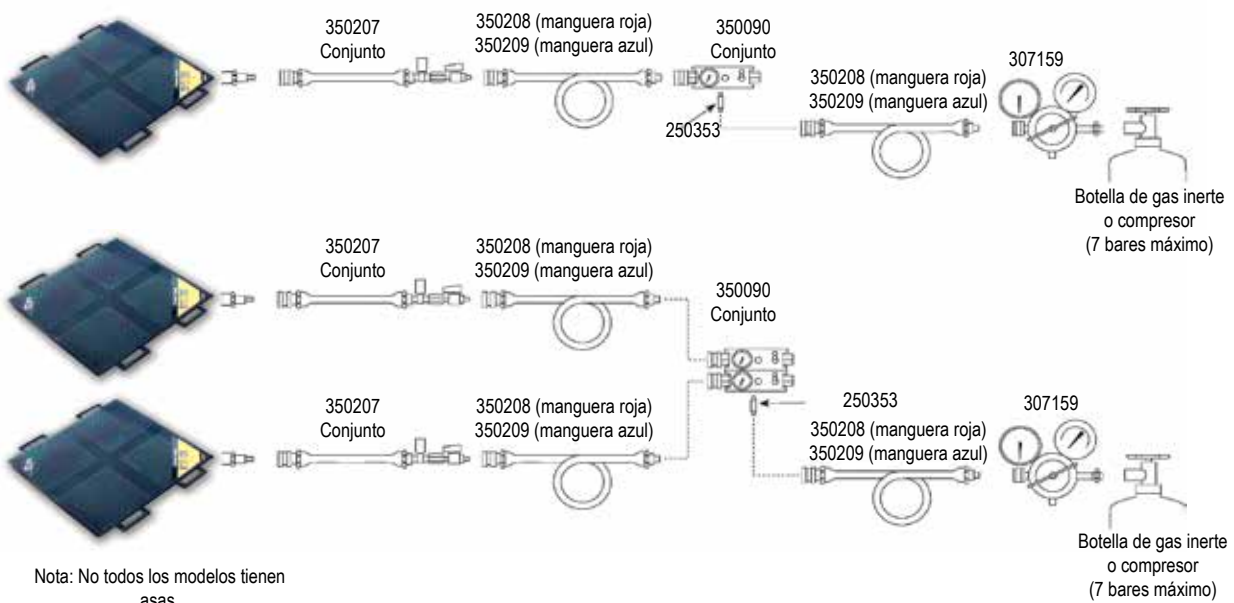 350207
Conjunto
350208 (manguera roja)
350209 (manguera azul)
350090
Conjunto
250353
350208 (manguera roja)
350209 (manguera azul)
307159
Botella de gas inerte
o compresor
(7 bares máximo)
350207
Conjunto
350208 (manguera roja)
350209 (manguera azul)
350090
Conjunto
350207
Conjunto
350208 (manguera roja)
350209 (manguera azul)
250353
350208 (manguera roja)
350209 (manguera azul)
307159
Botella de gas inerte
o compresor
(7 bares máximo)
Nota: No todos los modelos tienen
asas